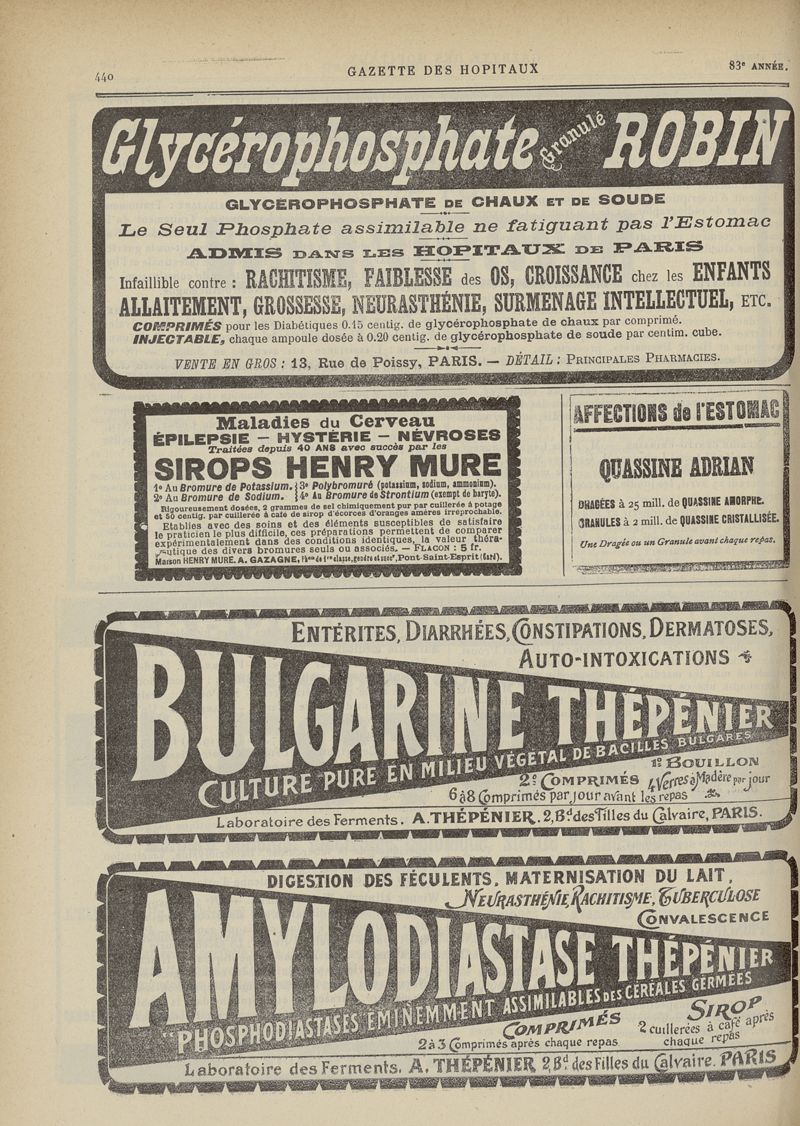 440
GAZETTE DES HOPITAUX
83e ANNÉE.
Glycérophosphate Granulé ROBIN
GLYCÉROPHOSPHATE DE CHAUX ET DE SOUDE
Le Seul Phosphate assimilable ne fatiguant pas l'Estomac
ADMIS DANS LES HOPITAUX DE PARIS
Infaillible contre : RACHITISME, FAIBLESSE des OS, CROISSANCE chez les ENFANTS
ALLAITEMENT, GROSSESSE, NEURASTHÉNIE, SURMENAGE INTELLECTUEL, ETC.
COMPRIMÉS pour les Diabétiques 0.15 centig. de glycérophosphate de chaux par comprimé.
INJECTABLE, chaque ampoule dosée à 0.20 centig. de glycérophosphate de soude par centim. cube.
VENTE EN GROS : 13, Rue de Poissy, PARIS. — DÉTAIL : PRINCIPALES PHARMACIES.
Maladies du Cerveau
ÉPILEPSIE — HYSTÉRIE — NÉVROSES
Traitées depuis 40 ANS avec succès par les
SIROPS HENRY MURE
1o Au Bromure de Potassium. 3o Polybromuré (potassium, sodium, ammonium).
2o Au Bromure de Sodium. 4o Au Bromure de Strontium (exempt de baryte).
Rigoureusement dosées, 2 grammes de sel chimiquement pur par cuillerée à potage
et 50 centig. par cuillerée à café de sirop d'écorces d'oranges amères irréprochable.
Etablies avec des soins et des éléments susceptibles de satisfaire
le praticien le plus difficile, ces préparations permettent de comparer
expérimentalement dans des conditions identiques, la valeur théra-
peutique des divers bromures seuls ou associés. — FLACON : 5 fr.
Maison HENRY MURE. A. GAZAGNE, Phien de 1re classe, gendre et succr, Pont-Saint-Esprit (Gard).
AFFECTIONS de l'ESTOMAC
QUASSINE ADRIAN
DRAGÉES à 25 mill. de QUASSINE AMORPHE.
GRANULES à 2 mill. de QUASSINE CRISTALLISÉE.
Une Dragée ou un Granule avant chaque repas.
ENTÉRITES, DIARRHÉES, CONSTIPATIONS, DERMATOSES,
AUTO-INTOXICATIONS
BULGARINE THÉPÉNIER
CULTURE PURE EN MILIEU VÉGÉTAL DE BACILLES BULGARES
1o BOUILLON
2o COMPRIMÉS 4 Verres à Madère par jour
6 à 8 Comprimés par jour avant les repas
Laboratoire des Ferments. A. THÉPÉNIER. 2, Bd des Filles du Calvaire, PARIS.
DIGESTION DES FÉCULENTS, MATERNISATION DU LAIT,
NEURASTHÉNIE, RACHITISME, TUBERCULOSE
CONVALESCENCE
AMYLODIASTASE THÉPÉNIER
"PHOSPHODIASTASES ÉMINEMMENT ASSIMILABLES DES CÉRÉALES GERMÉES
COMPRIMÉS
2 à 3 Comprimés après chaque repas
SIROP
2 cuillerées à café après
chaque repas
Laboratoire des Ferments, A. THÉPÉNIER 2, Bd des Filles du Calvaire. PARIS